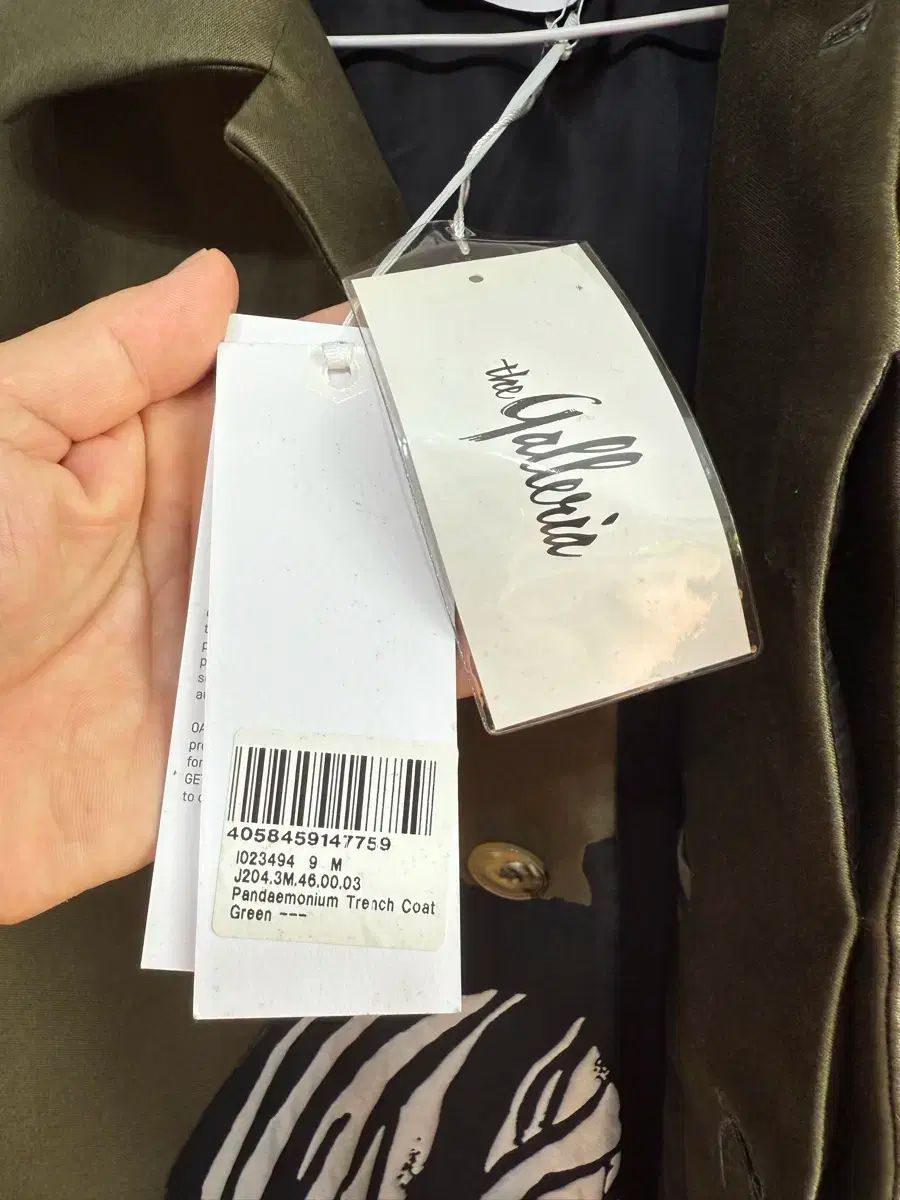 the Galleria
4058459147759
I023494 9 M
J204.3M.46.00.03
Pandaemonium Trench Coat
Green ---